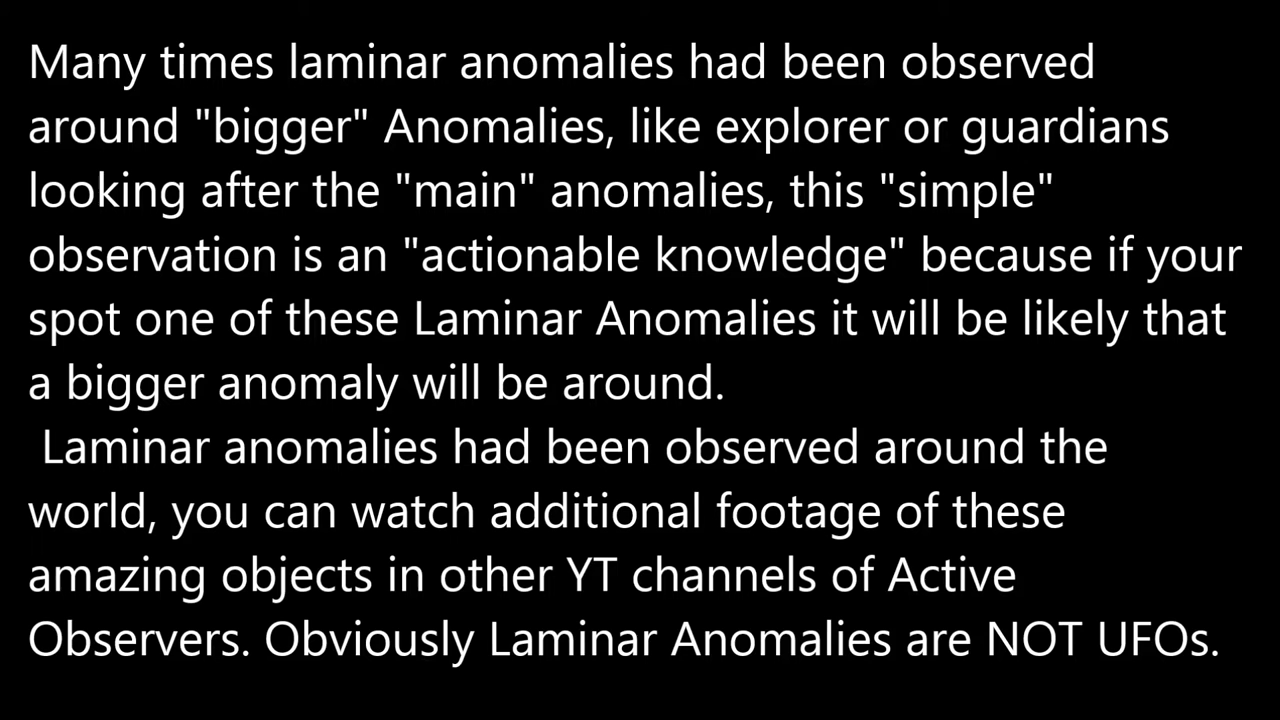 Many times laminar anomalies had been observed
around "bigger" Anomalies, like explorer or guardians
looking after the "main" anomalies, this "simple"
observation is an "actionable knowledge" because if your
spot one of these Laminar Anomalies it will be likely that
a bigger anomaly will be around.
Laminar anomalies had been observed around the
world, you can watch additional footage of these
amazing objects in other YT channels of Active
Observers. Obviously Laminar Anomalies are NOT UFOs.